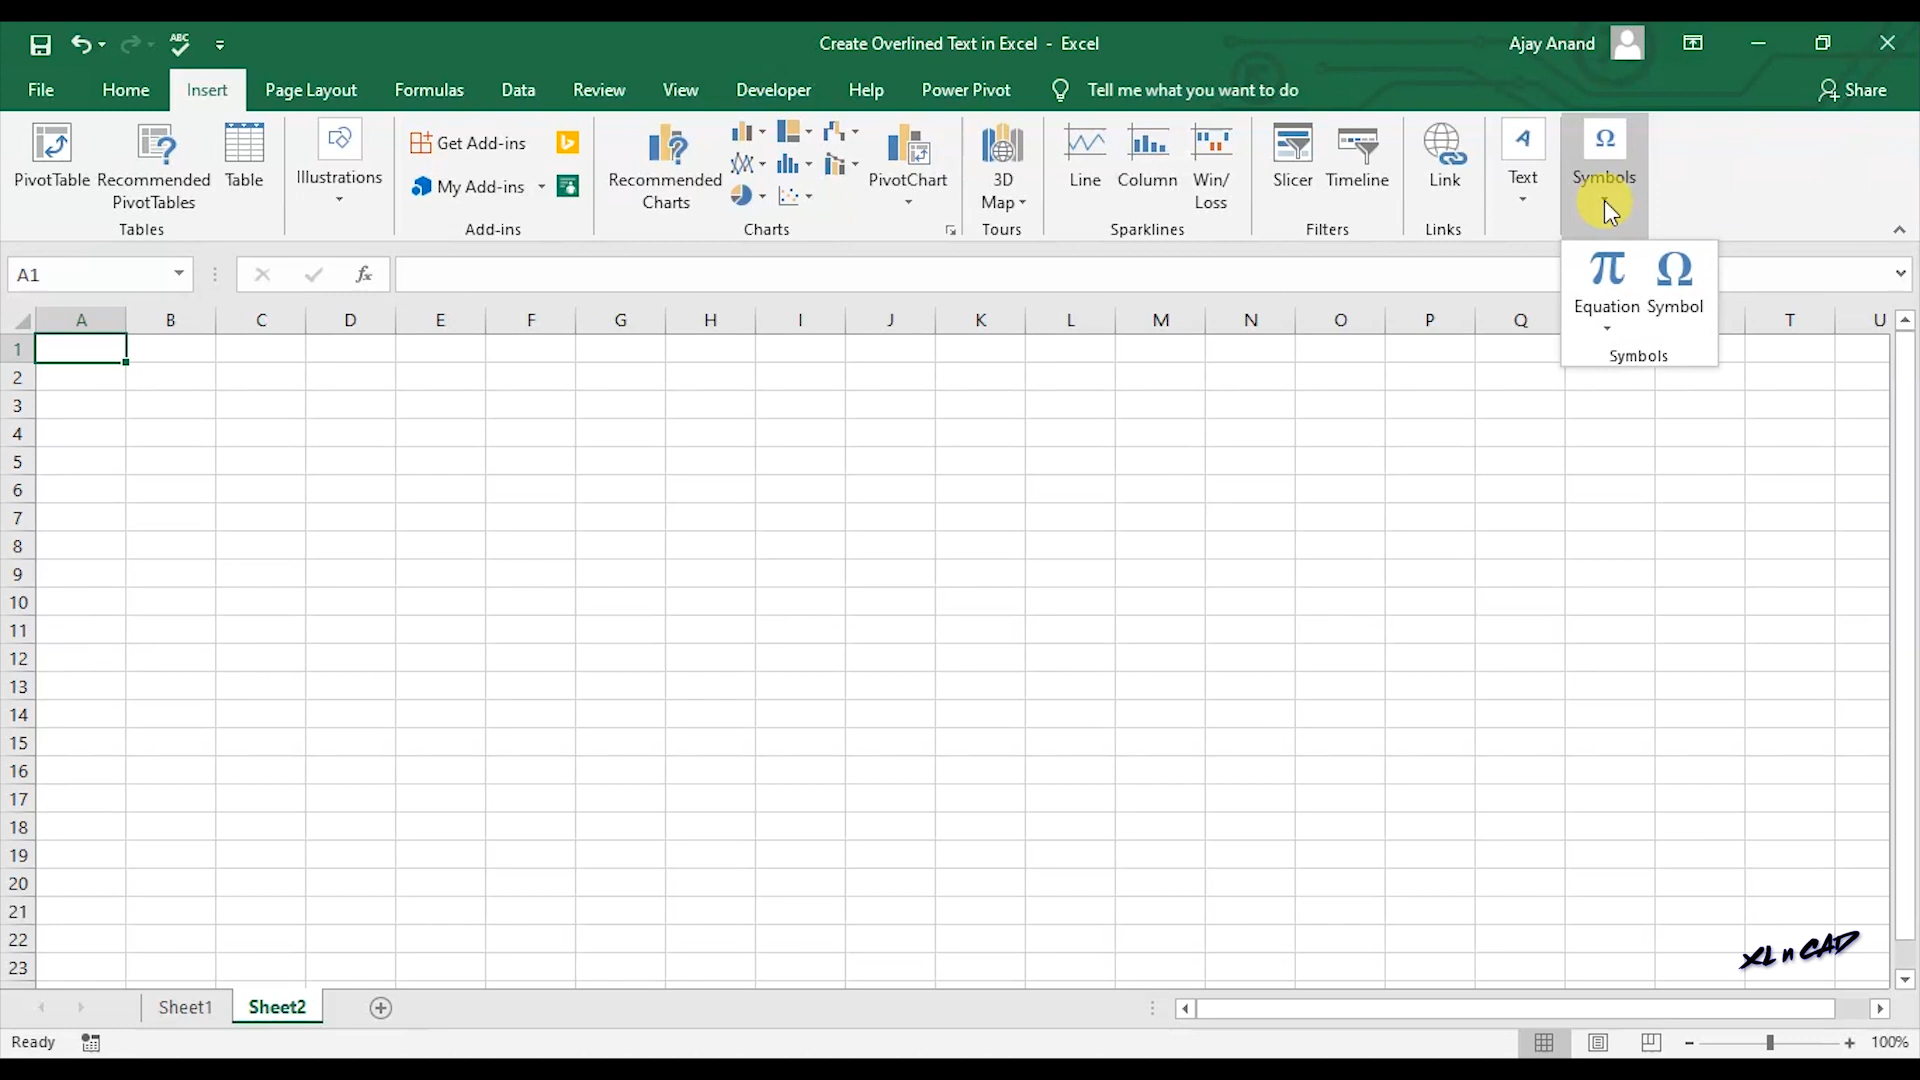 Create Overlined Text in Excel - Excel
Ajay Anand
File Home Insert Page Layout Formulas Data Review View Developer Help Power Pivot Tell me what you want to do Share
PivotTable
Recommended PivotTables
Table
Tables
Illustrations
Get Add-ins
My Add-ins
Add-ins
Recommended Charts
PivotChart
Charts
3D Map
Tours
Line
Column
Win/
Loss
Sparklines
Slicer
Timeline
Filters
Link
Links
Text
Symbols
A1
fx
π Ω
Equation Symbol
Symbols
A B C D E F G H I J K L M N O P Q T U
1
2
3
4
5
6
7
8
9
10
11
12
13
14
15
16
17
18
19
20
21
22
23
XL n CAD
Sheet1 Sheet2
Ready
100%